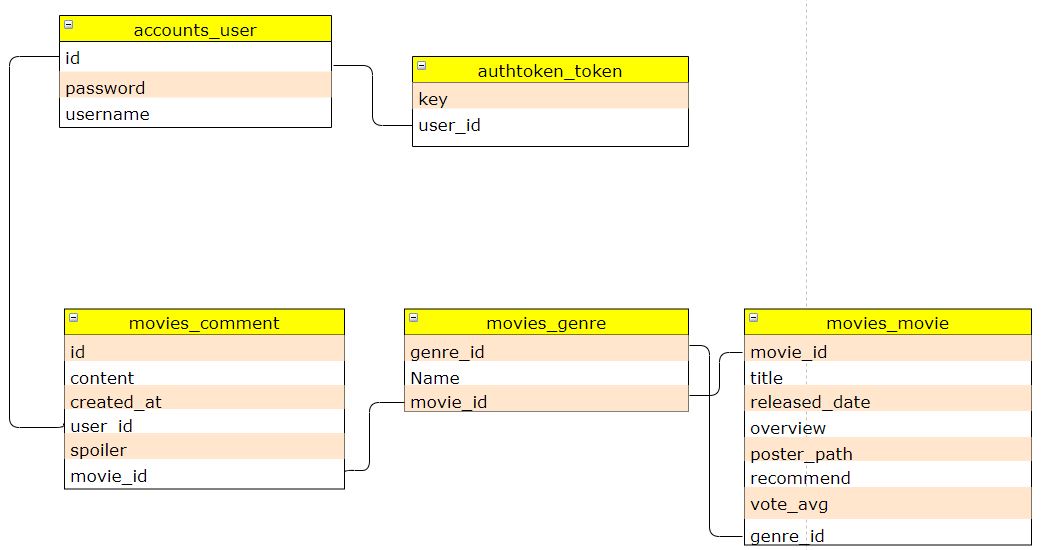 accounts_user
id
password
username
authtoken_token
key
user_id
movies_comment
id
content
created_at
user_id
spoiler
movie_id
movies_genre
genre_id
Name
movie_id
movies_movie
movie_id
title
released_date
overview
poster_path
recommend
vote_avg
genre_id